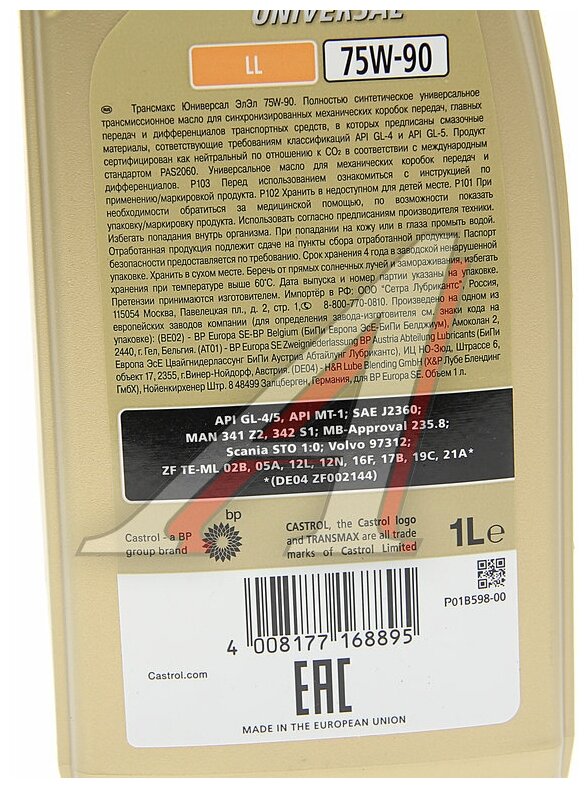 UNIVERSAL
LL 75W-90
Трансмакс Юниверсал ЭлЭл 75W-90. Полностью синтетическое универсальное
трансмиссионное масло для синхронизированных механических коробок передач, главных
передач и дифференциалов транспортных средств, в которых предписаны смазочные
материалы, соответствующие требованиям классификаций API GL-4 и API GL-5. Продукт
сертифицирован как нейтральный по отношению к CO₂ в соответствии с международным
стандартом PAS2060. Универсальное масло для механических коробок передач и
дифференциалов. P103 Перед использованием ознакомиться с инструкцией по
применению/маркировкой продукта. P102 Хранить в недоступном для детей месте. P101 При
необходимости обратиться за медицинской помощью, по возможности показать
упаковку/маркировку продукта. Использовать согласно предписаниям производителя техники.
Избегать попадания внутрь организма. При попадании на кожу или в глаза промыть водой.
Отработанная продукция подлежит сдаче на пункты сбора отработанной продукции. Паспорт
безопасности предоставляется по требованию. Срок хранения 4 года в заводской ненарушенной
упаковке. Хранить в сухом месте. Беречь от прямых солнечных лучей и замораживания, избегать
хранения при температуре выше 60°C. Дата выпуска и номер партии указаны на упаковке.
Претензии принимаются изготовителем. Импортёр в РФ: ООО "Сетра Лубрикантс", Россия,
115054 Москва, Павелецкая пл., д. 2, стр. 1, 8-800-770-0810. Произведено на одном из
европейских заводов компании (для определения завода-изготовителя см. знаки кода на
упаковке): (BE02) - BP Europa SE-BP Belgium (БиПи Европа ЭсЕ-БиПи Белджиум), Амоколан 2,
2440, г. Гел, Бельгия. (AT01) - BP Europa SE Zweigniederlassung BP Austria Abteilung Lubricants (БиПи
Европа ЭсЕ Цвайгнидерлассунг БиПи Аустриа Абтайлунг Лубрикантс), ИЦ НО-Зюд, Штрассе 6,
объект 17, 2355, г.Винер-Нойдорф, Австрия, (DE04) - H&R Lube Blending GmbH (Х&Р Лубе Блендинг
ГмбХ), Нойенкирхенер Штр. 8 48499 Зальцберген, Германия, для BP Europa SE. Объем 1 л.
API GL-4/5, API MT-1; SAE J2360;
MAN 341 Z2, 342 S1; MB-Approval 235.8;
Scania STO 1:0; Volvo 97312;
ZF TE-ML 02B, 05A, 12L, 12N, 16F, 17B, 19C, 21A*
*(DE04 ZF002144)
Castrol - a BP
group brand
bp
CASTROL, the Castrol logo
and TRANSMAX are all trade
marks of Castrol Limited
1L℮
P01B598-00
4 008177 168895
Castrol.com
EAC
MADE IN THE EUROPEAN UNION